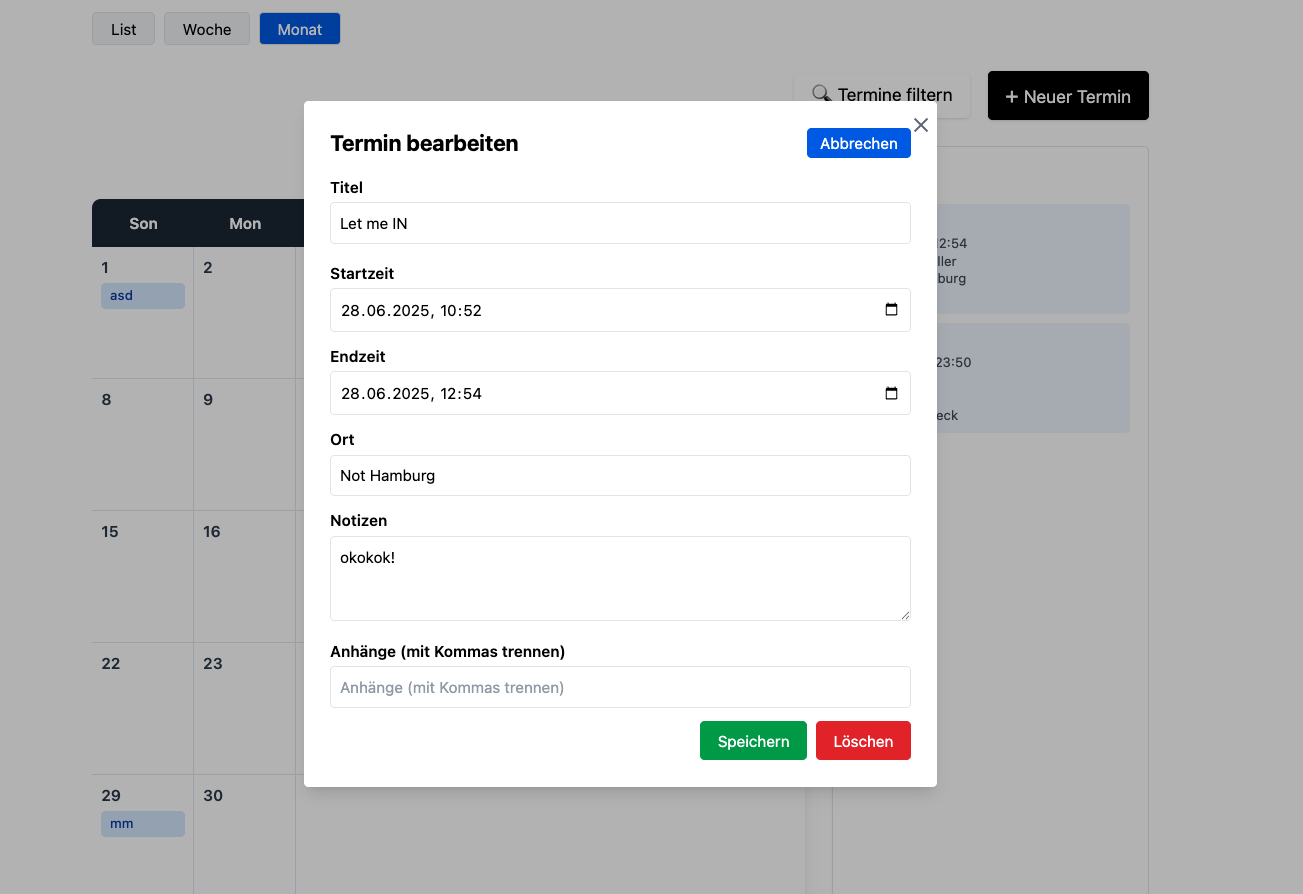 List Woche Monat
Termine filtern + Neuer Termin
Termin bearbeiten Abbrechen
Titel
Let me IN
Startzeit
28.06.2025, 10:52
Endzeit
28.06.2025, 12:54
Ort
Not Hamburg
Notizen
okokok!
Anhänge (mit Kommas trennen)
Anhänge (mit Kommas trennen)
Speichern Löschen
Son Mon
1 2
asd
8 9
15 16
22 23
29 30
mm
2:54
ller
burg
23:50
eck